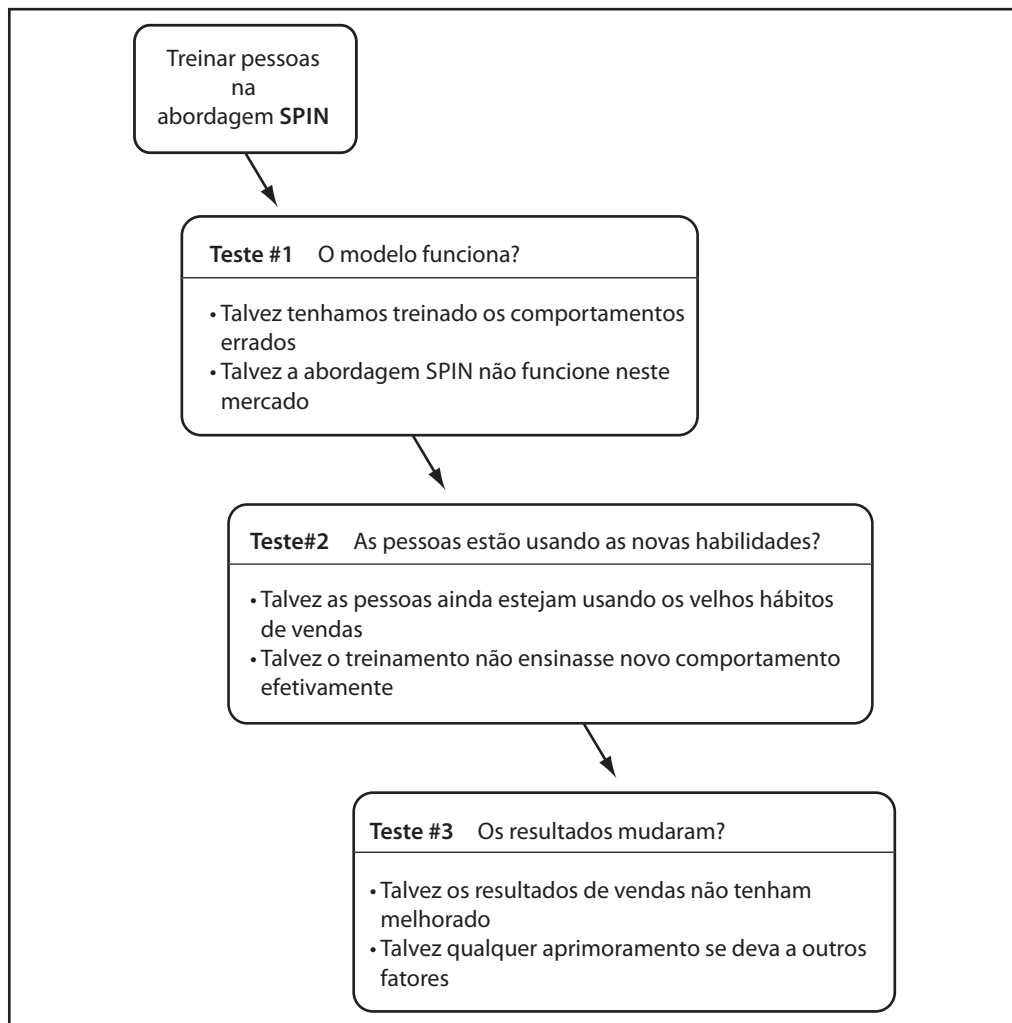 Treinar pessoas
na
abordagem SPIN
Teste #1 O modelo funciona?
• Talvez tenhamos treinado os comportamentos
errados
• Talvez a abordagem SPIN não funcione neste
mercado
Teste#2 As pessoas estão usando as novas habilidades?
• Talvez as pessoas ainda estejam usando os velhos hábitos
de vendas
• Talvez o treinamento não ensinasse novo comportamento
efetivamente
Teste #3 Os resultados mudaram?
• Talvez os resultados de vendas não tenham
melhorado
• Talvez qualquer aprimoramento se deva a outros
fatores